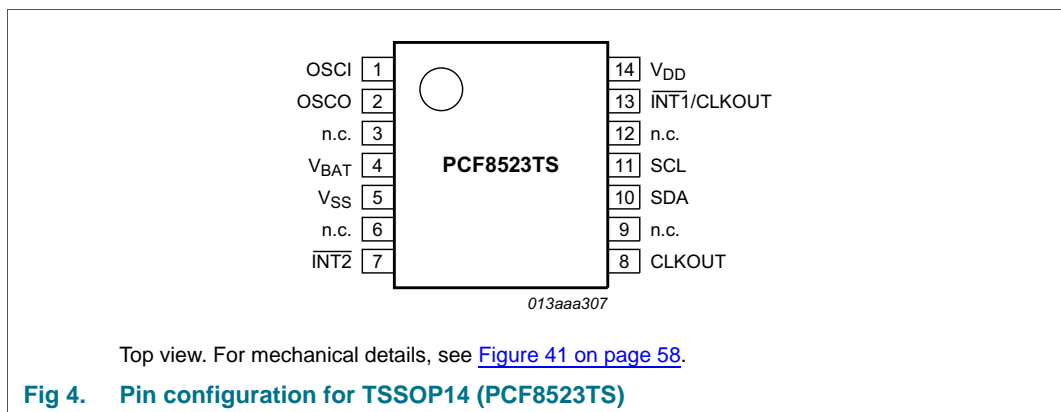 OSCI 1
OSCO 2
n.c. 3
VBAT 4
VSS 5
n.c. 6
INT2 7
PCF8523TS
14 VDD
13 INT1/CLKOUT
12 n.c.
11 SCL
10 SDA
9 n.c.
8 CLKOUT
013aaa307
Top view. For mechanical details, see Figure 41 on page 58.
Fig 4. Pin configuration for TSSOP14 (PCF8523TS)